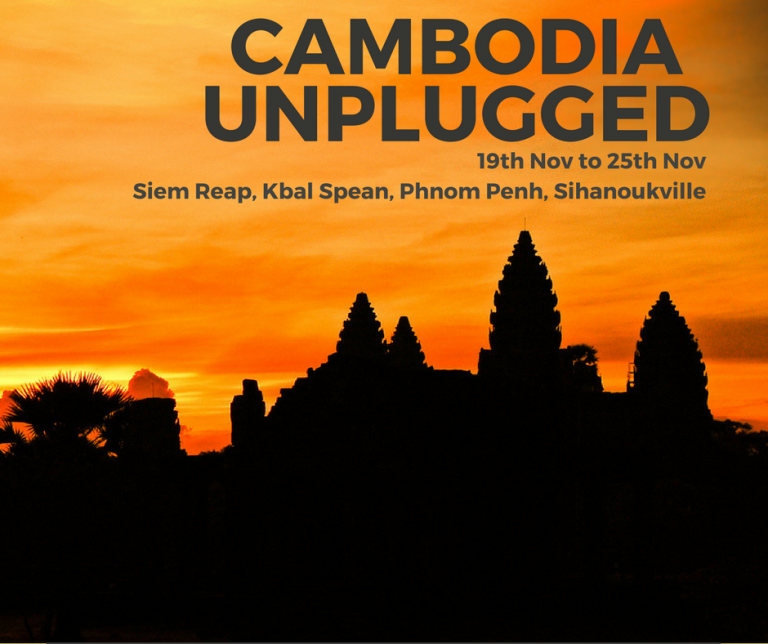 CAMBODIA
UNPLUGGED
19th Nov to 25th Nov
Siem Reap, Kbal Spean, Phnom Penh, Sihanoukville